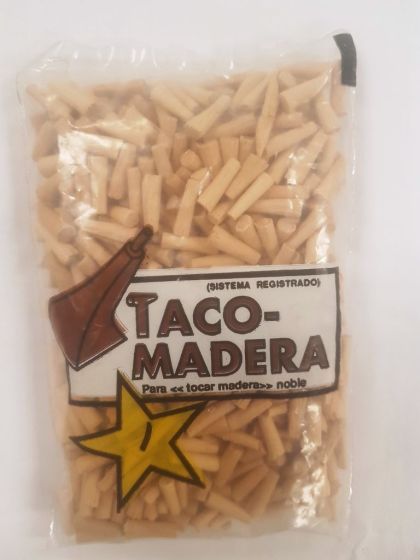 (SISTEMA REGISTRADO)
TACO-
MADERA
Para << tocar madera>> noble